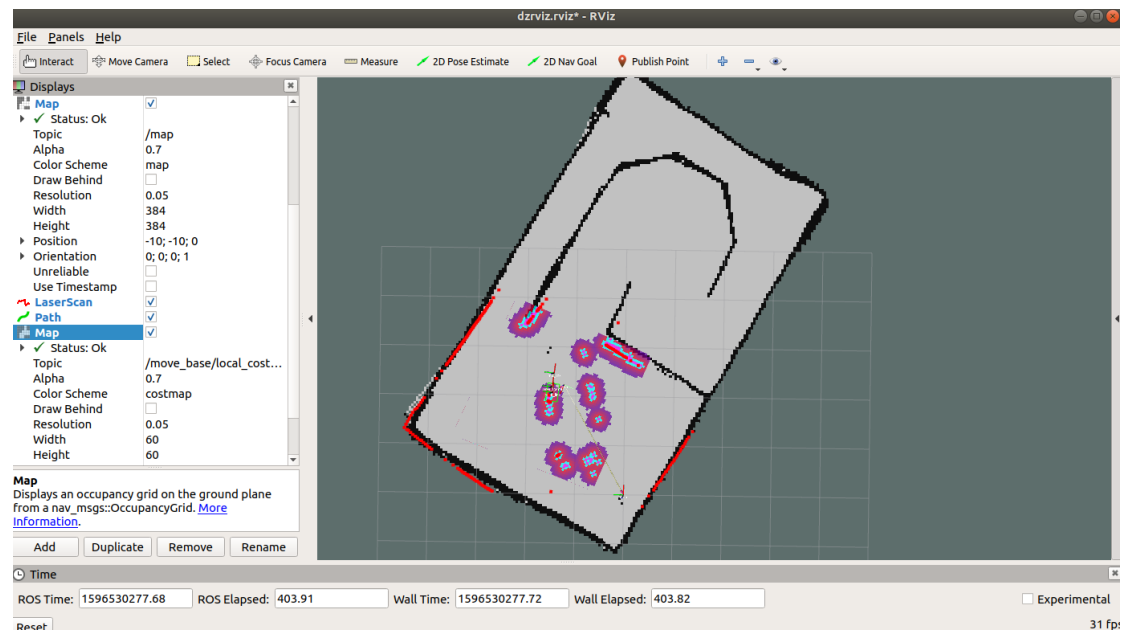 dzrviz.rviz* - RViz
File Panels Help
Interact Move Camera Select Focus Camera Measure 2D Pose Estimate 2D Nav Goal Publish Point
Displays
Map
Status: Ok
Topic /map
Alpha 0.7
Color Scheme map
Draw Behind
Resolution 0.05
Width 384
Height 384
Position -10; -10; 0
Orientation 0; 0; 0; 1
Unreliable
Use Timestamp
LaserScan
Path
Map
Status: Ok
Topic /move_base/local_cost...
Alpha 0.7
Color Scheme costmap
Draw Behind
Resolution 0.05
Width 60
Height 60
Map
Displays an occupancy grid on the ground plane
from a nav_msgs::OccupancyGrid. More
Information.
Add Duplicate Remove Rename
Time
ROS Time: 1596530277.68 ROS Elapsed: 403.91 Wall Time: 1596530277.72 Wall Elapsed: 403.82 Experimental
Reset 31 fps